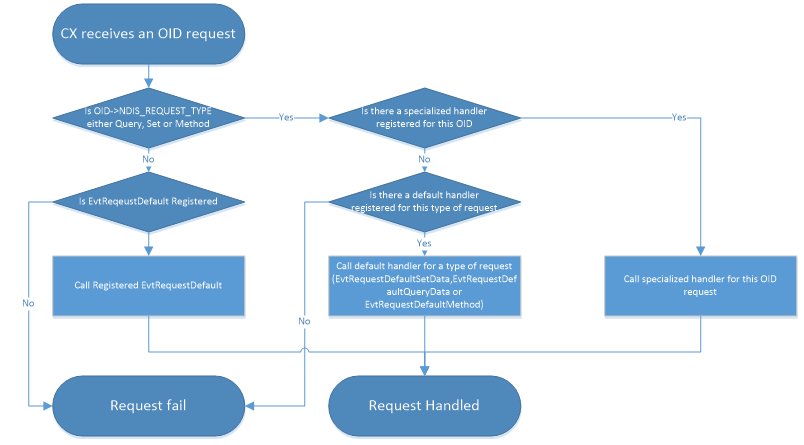 CX receives an OID request
Is OID->NDIS_REQUEST_TYPE
either Query, Set or Method
Yes
Is there a specialized handler
registered for this OID
Yes
No
No
Is EvtReqeustDefault Registered
Is there a default handler
registered for this type of request
Yes
Call Registered EvtRequestDefault
Call default handler for a type of request
(EvtRequestDefaultSetData,EvtRequestDef
aultQueryData or
EvtRequestDefaultMethod)
Call specialized handler for this OID
request
No
No
Request fail
Request Handled